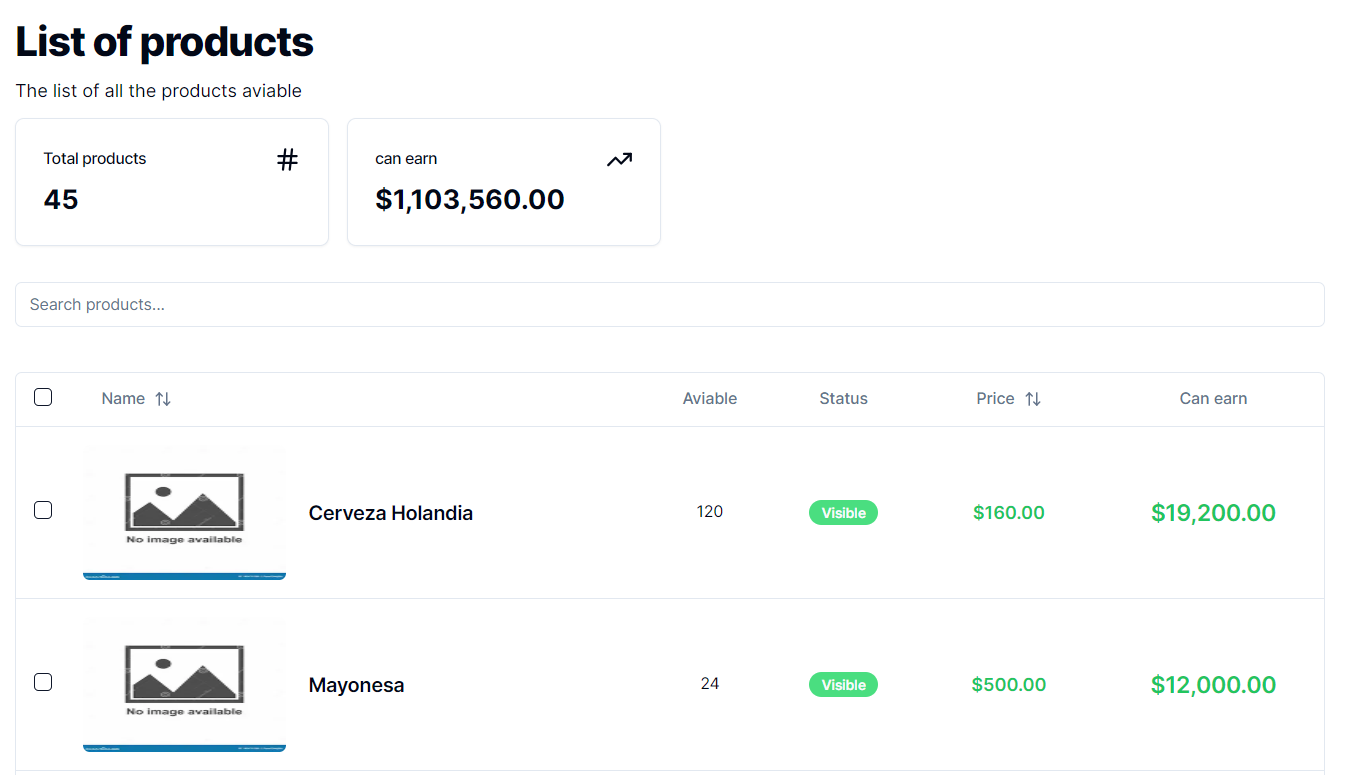 List of products
The list of all the products aviable
Total products
45
can earn
$1,103,560.00
Search products...
Name Aviable Status Price Can earn
No image available
Cerveza Holandia 120 Visible $160.00 $19,200.00
No image available
Mayonesa 24 Visible $500.00 $12,000.00